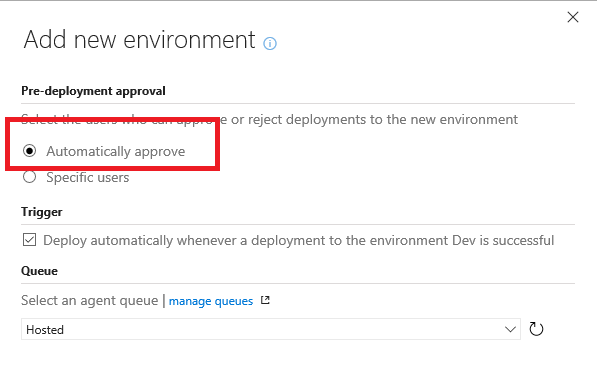 Add new environment
Pre-deployment approval
Select the users who can approve or reject deployments to the new environment
Automatically approve
Specific users
Trigger
Deploy automatically whenever a deployment to the environment Dev is successful
Queue
Select an agent queue | manage queues
Hosted